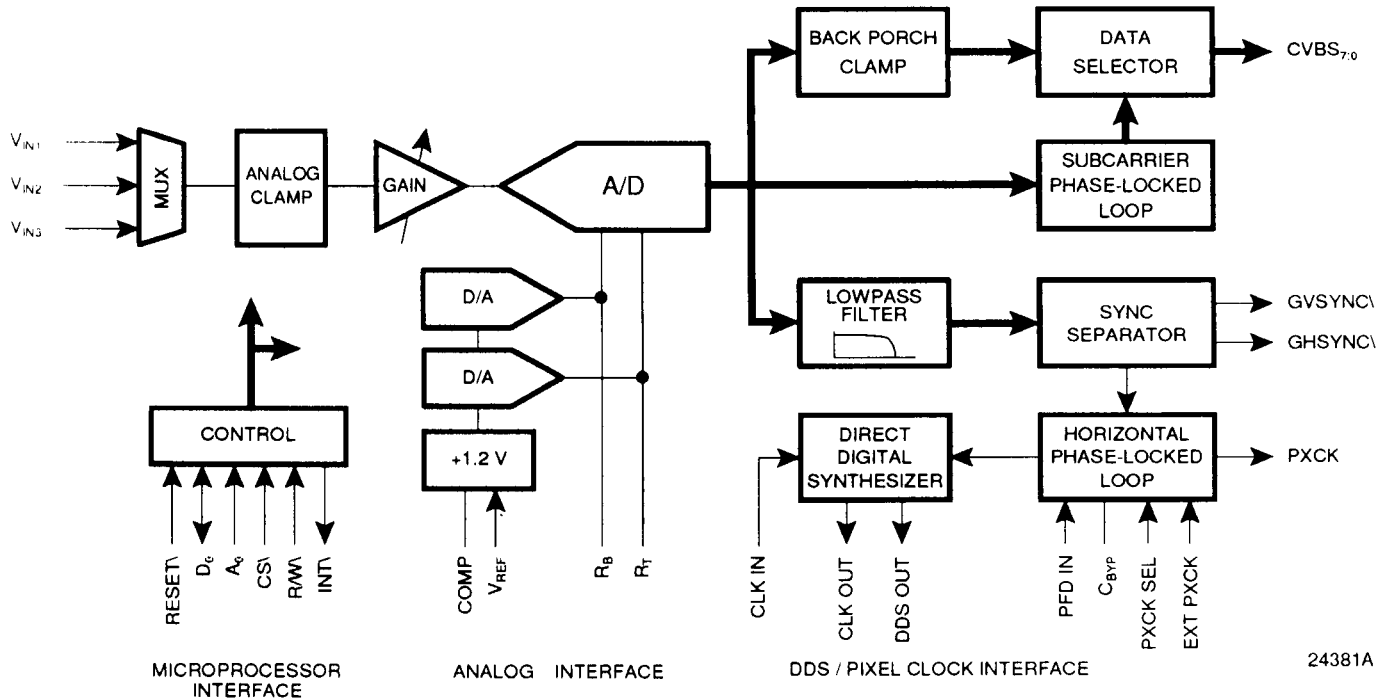 BACK PORCH
CLAMP
DATA
SELECTOR
CVBS7:0
VIN1
VIN2
VIN3
MUX
ANALOG
CLAMP
GAIN
A/D
SUBCARRIER
PHASE-LOCKED
LOOP
D/A
D/A
+1.2 V
LOWPASS
FILTER
SYNC
SEPARATOR
GVSYNC\
GHSYNC\
CONTROL
DIRECT
DIGITAL
SYNTHESIZER
HORIZONTAL
PHASE-LOCKED
LOOP
PXCK
RESET\
D0
A0
CS\
R/W\
INT\
COMP
VREF
RB
RT
CLK IN
CLK OUT
DDS OUT
PFD IN
CBYP
PXCK SEL
EXT PXCK
MICROPROCESSOR
INTERFACE
ANALOG INTERFACE
DDS / PIXEL CLOCK INTERFACE
24381A